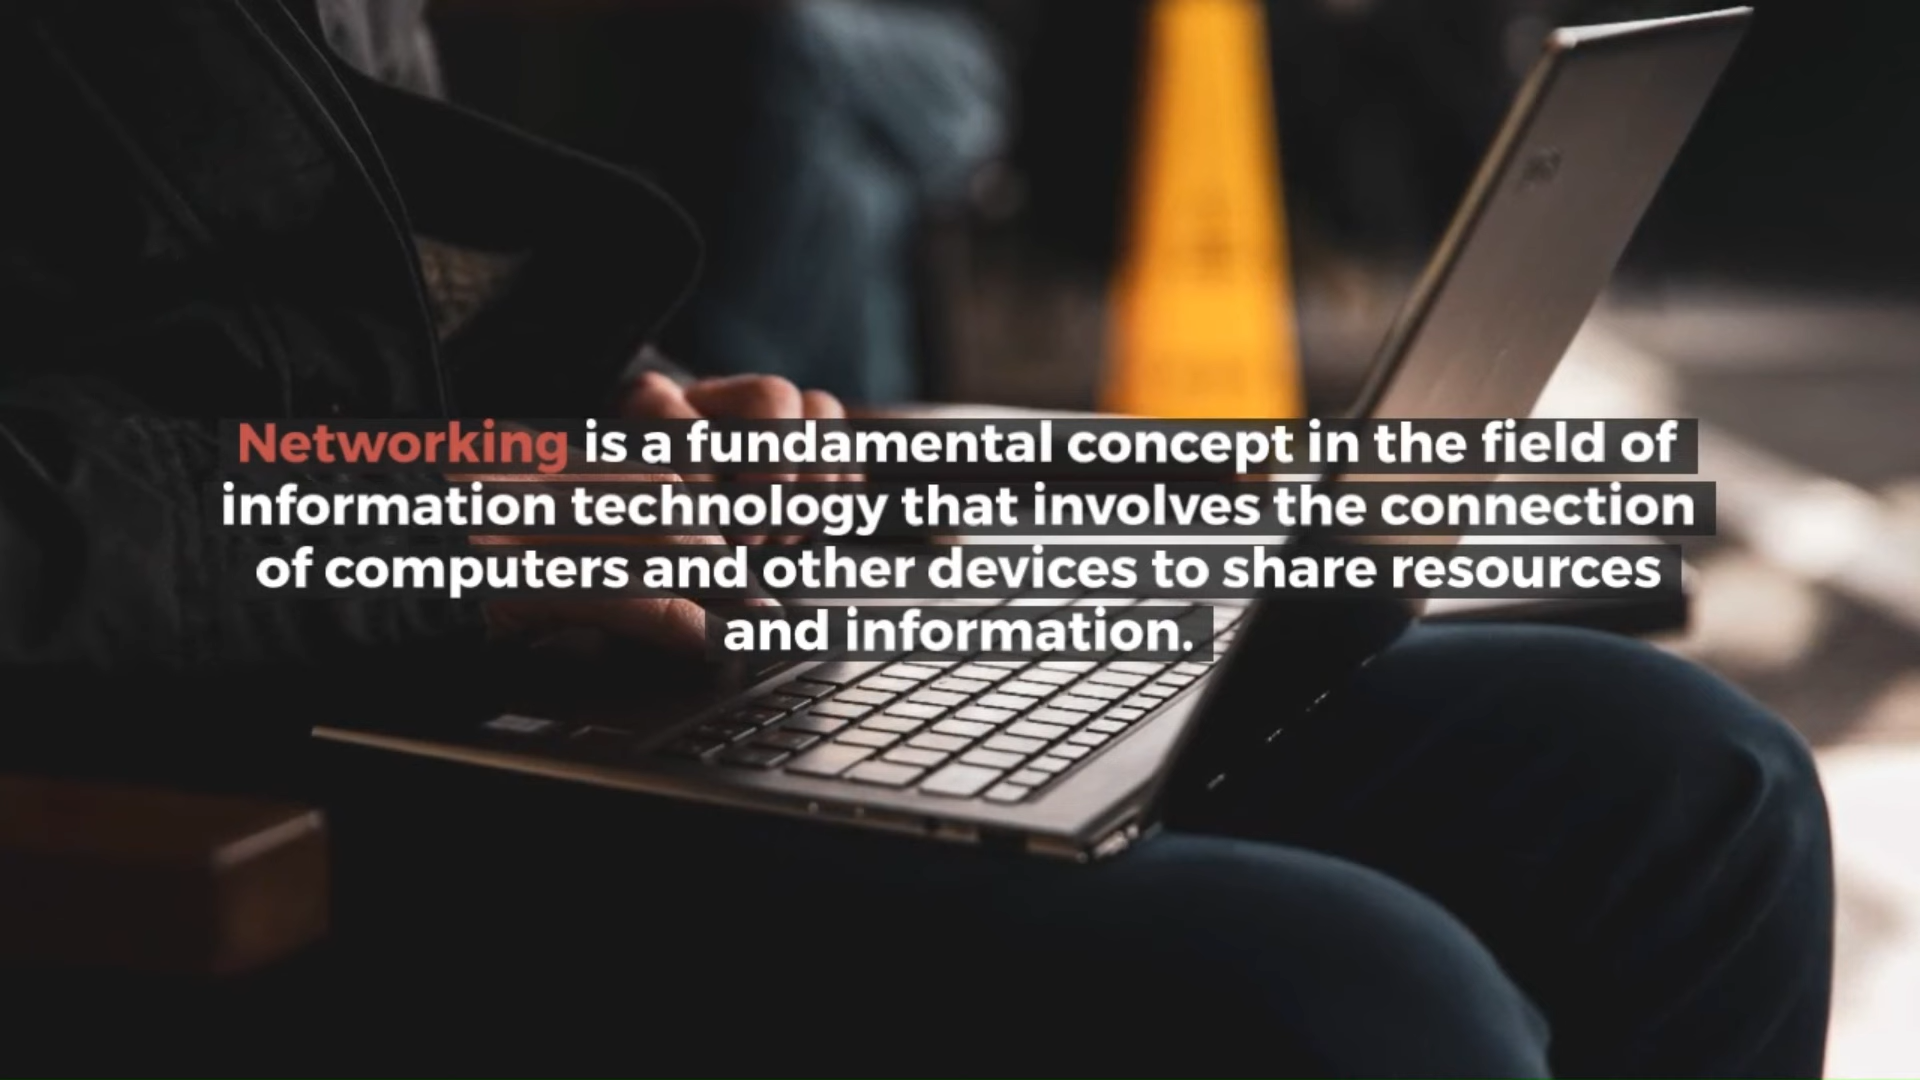 Networking is a fundamental concept in the field of
information technology that involves the connection
of computers and other devices to share resources
and information.